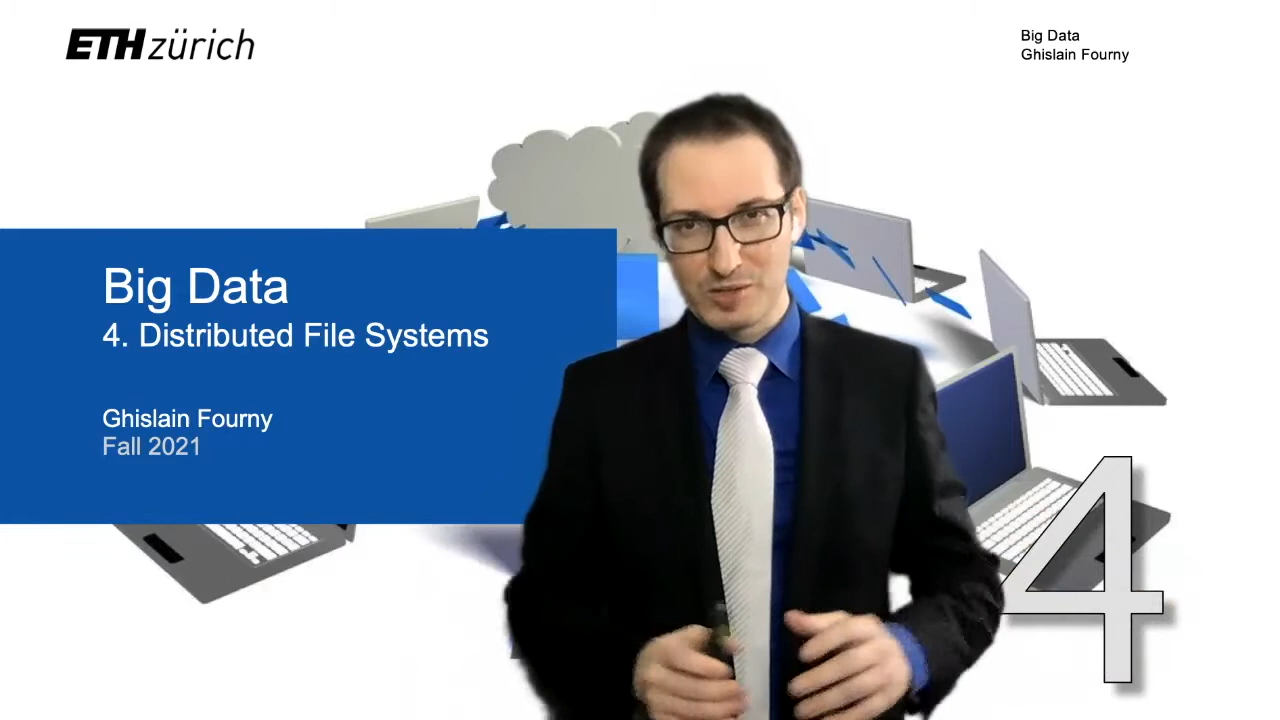 ETH zürich
Big Data
Ghislain Fourny
Big Data
4. Distributed File Systems
Ghislain Fourny
Fall 2021
4